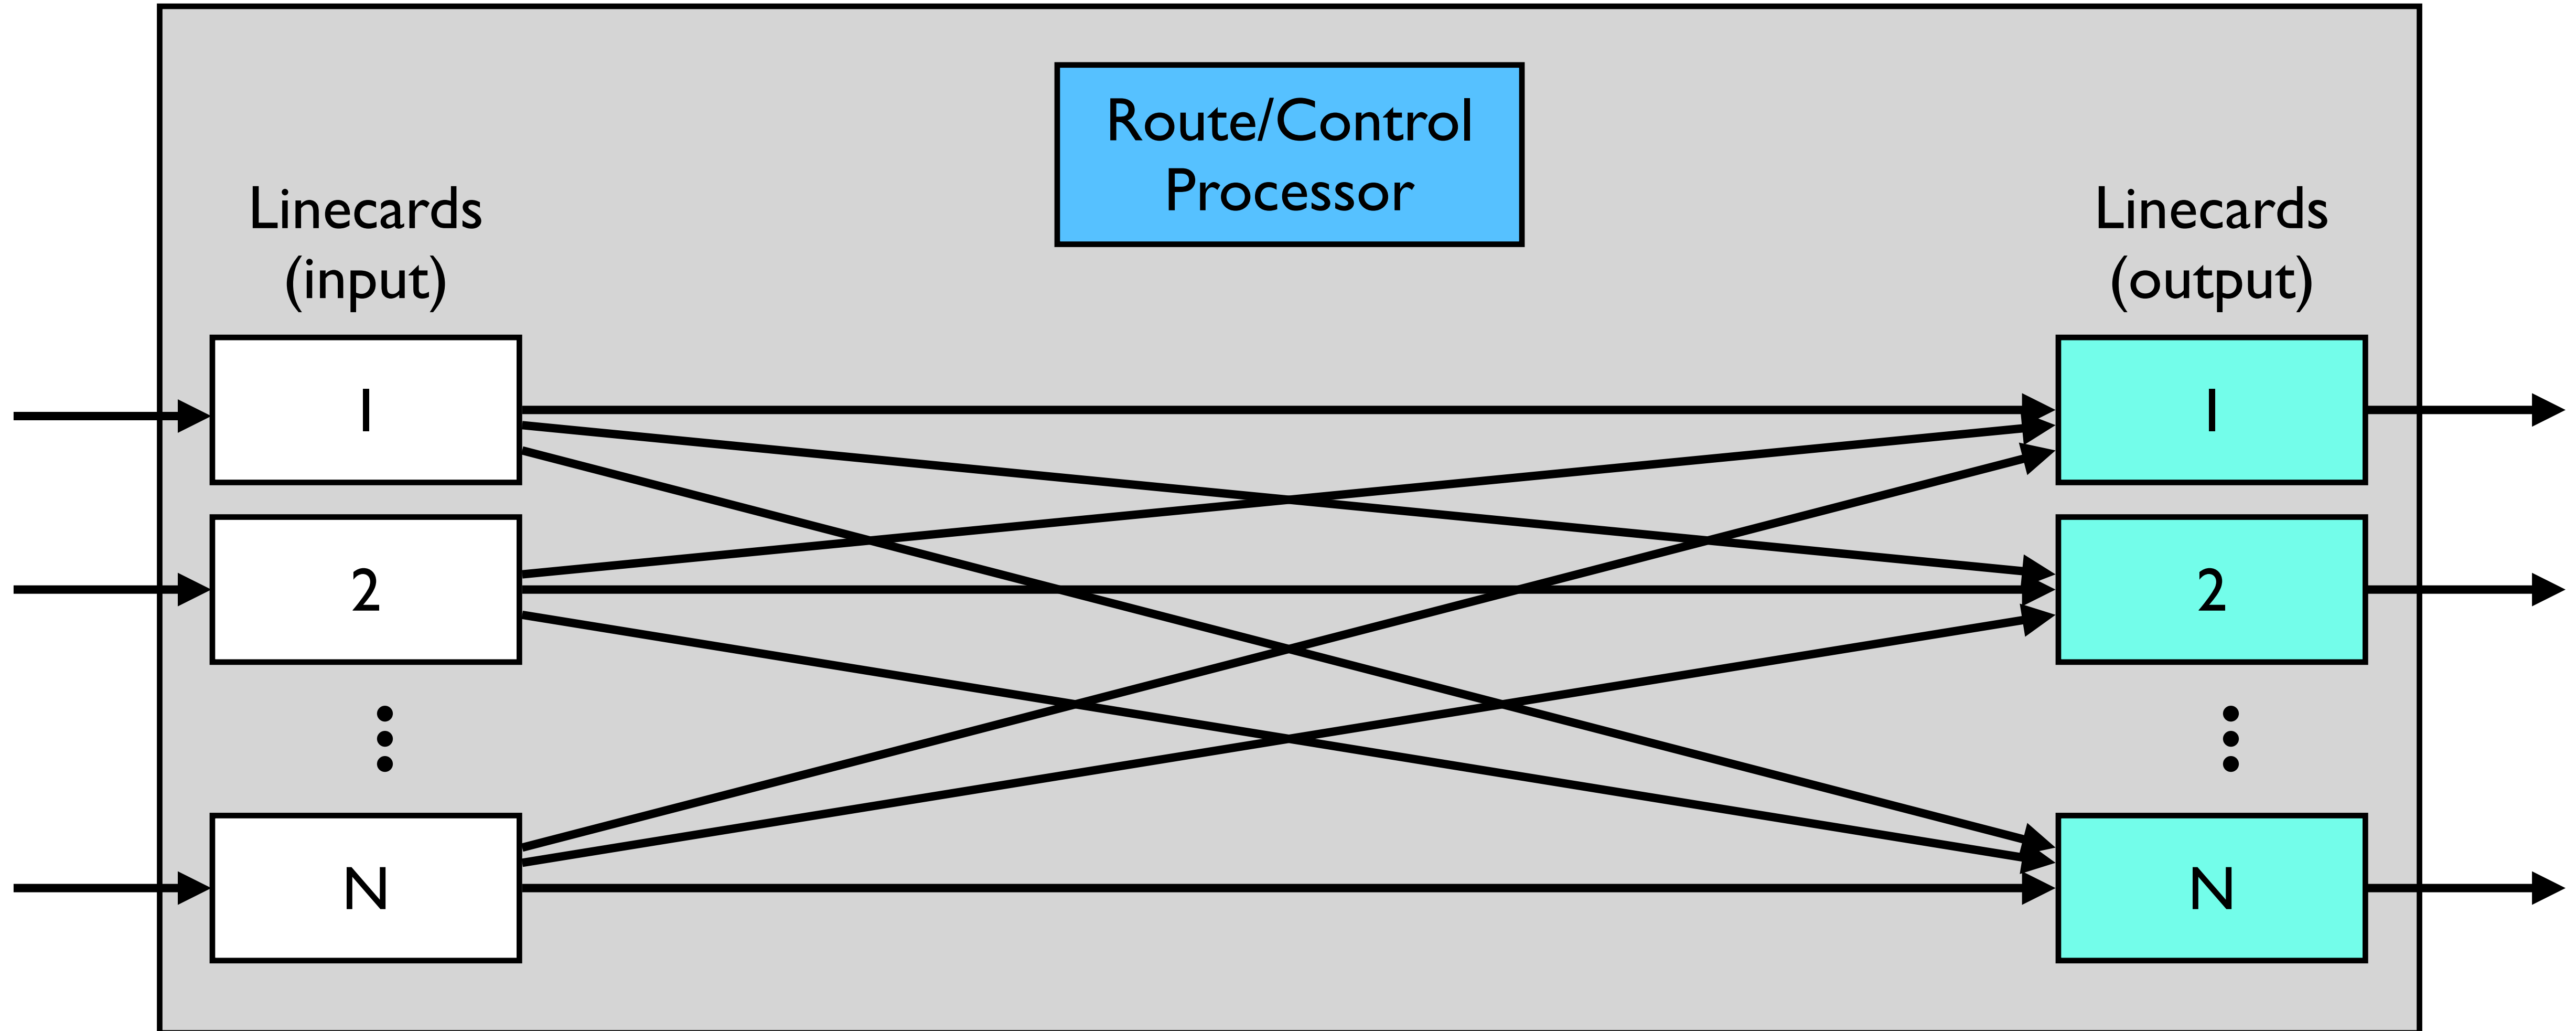 Route/Control
Processor
Linecards
(input)
Linecards
(output)
1
1
2
2
N
N